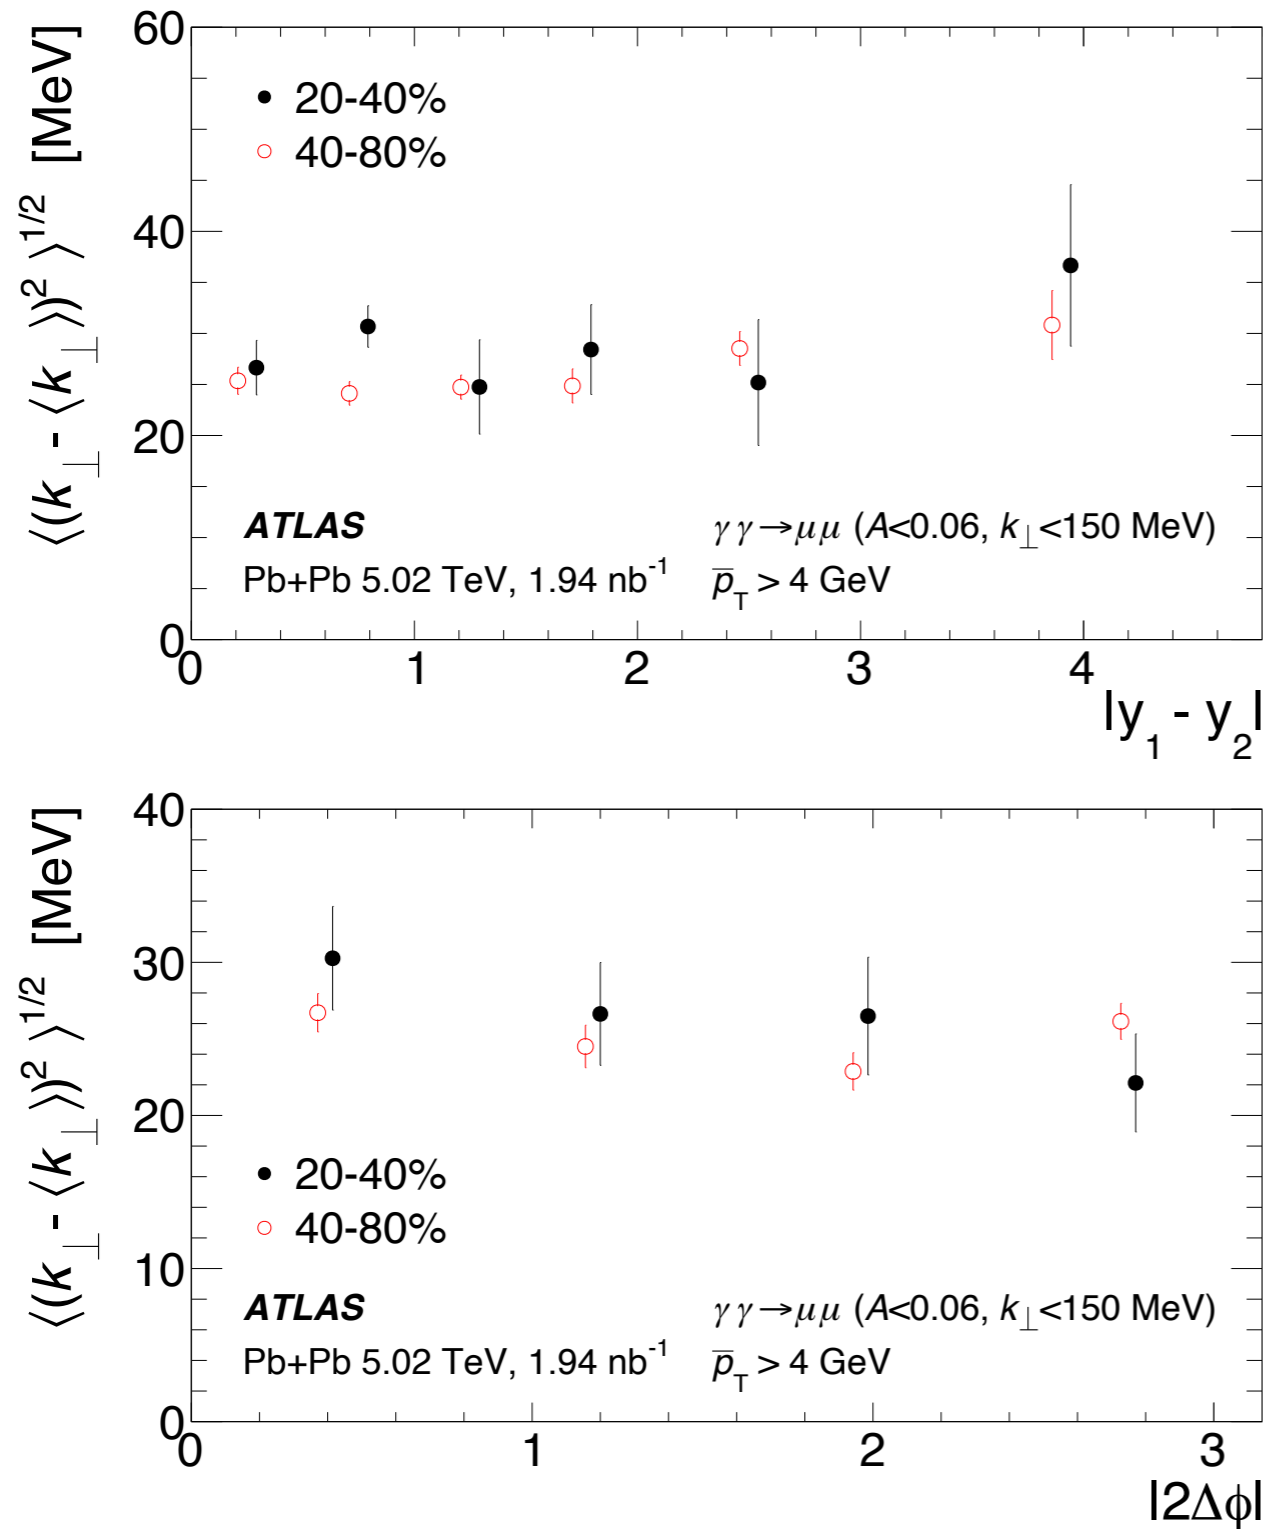 ⟨(k⊥ - ⟨k⊥⟩)² ⟩^1/2 [MeV]
60
40
20
0
20-40%
40-80%
ATLAS
Pb+Pb 5.02 TeV, 1.94 nb⁻¹
γγ→μμ (A<0.06, k⊥<150 MeV)
p̅_T > 4 GeV
0 1 2 3 4
|y₁ - y₂|
⟨(k⊥ - ⟨k⊥⟩)² ⟩^1/2 [MeV]
40
30
20
10
0
20-40%
40-80%
ATLAS
Pb+Pb 5.02 TeV, 1.94 nb⁻¹
γγ→μμ (A<0.06, k⊥<150 MeV)
p̅_T > 4 GeV
0 1 2 3
|2Δϕ|